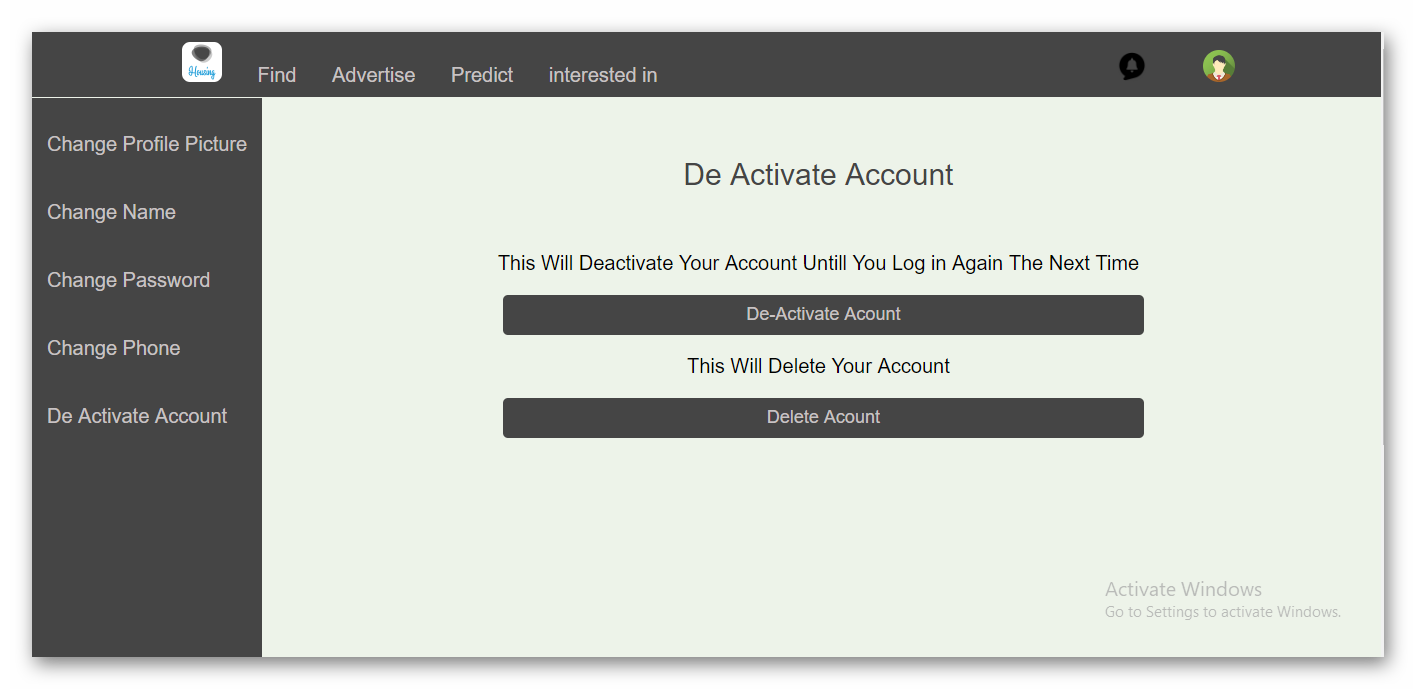 Housing
Find
Advertise
Predict
interested in
Change Profile Picture
Change Name
Change Password
Change Phone
De Activate Account
De Activate Account
This Will Deactivate Your Account Untill You Log in Again The Next Time
De-Activate Acount
This Will Delete Your Account
Delete Acount
Activate Windows
Go to Settings to activate Windows.